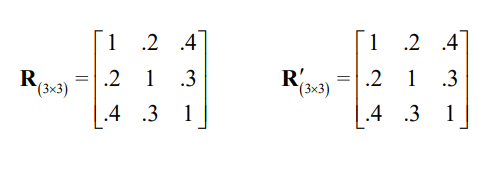 R(3×3) = [1 .2 .4
.2 1 .3
.4 .3 1]
R′(3×3) = [1 .2 .4
.2 1 .3
.4 .3 1]